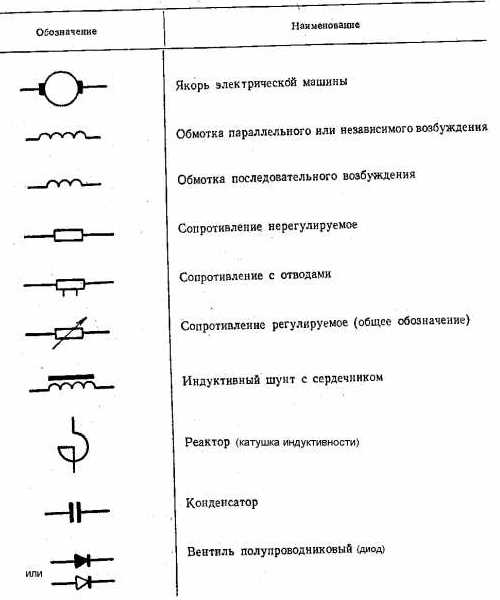 Обозначение
Наименование
Якорь электрической машины
Обмотка параллельного или независимого возбуждения
Обмотка последовательного возбуждения
Сопротивление нерегулируемое
Сопротивление с отводами
Сопротивление регулируемое (общее обозначение)
Индуктивный шунт с сердечником
Реактор (катушка индуктивности)
Конденсатор
Вентиль полупроводниковый (диод)
или